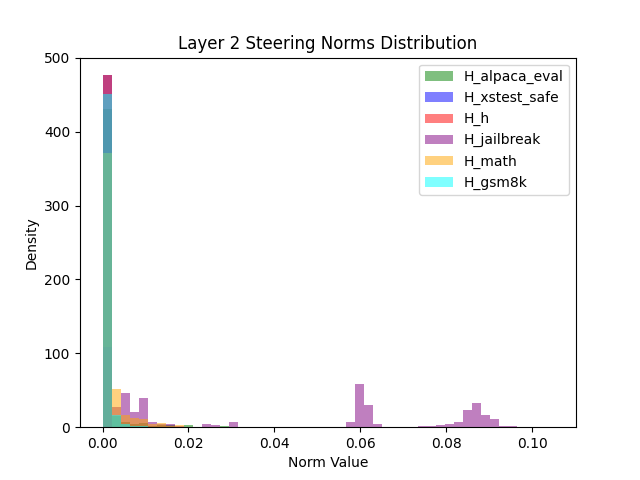 Layer 2 Steering Norms Distribution
500
400
300
200
100
0
Density
0.00
0.02
0.04
0.06
0.08
0.10
Norm Value
H_alpaca_eval
H_xstest_safe
H_h
H_jailbreak
H_math
H_gsm8k